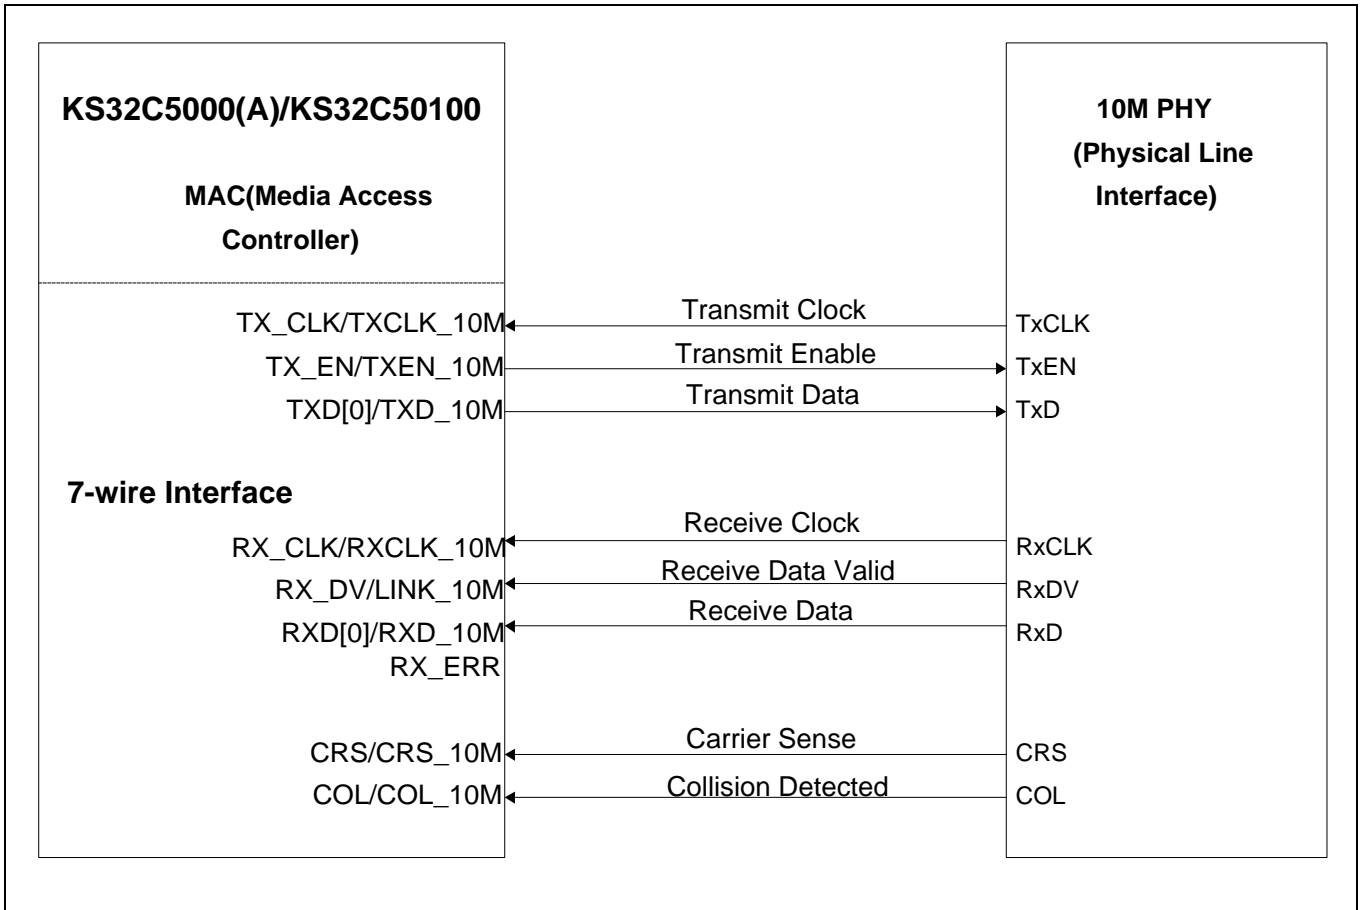 KS32C5000(A)/KS32C50100
MAC(Media Access
Controller)
10M PHY
(Physical Line
Interface)
TX_CLK/TXCLK_10M
Transmit Clock
TxCLK
TX_EN/TXEN_10M
Transmit Enable
TxEN
TXD[0]/TXD_10M
Transmit Data
TxD
7-wire Interface
RX_CLK/RXCLK_10M
Receive Clock
RxCLK
RX_DV/LINK_10M
Receive Data Valid
RxDV
RXD[0]/RXD_10M
Receive Data
RxD
RX_ERR
CRS/CRS_10M
Carrier Sense
CRS
COL/COL_10M
Collision Detected
COL